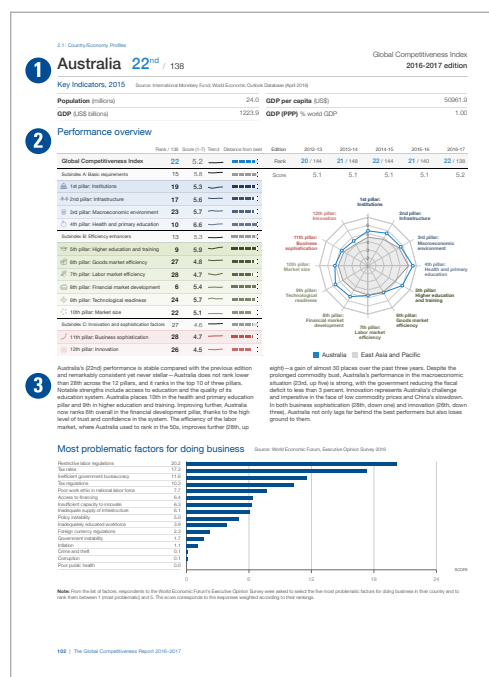 2.1: Country/Economy Profiles
1
Australia 22nd / 138
Global Competitiveness Index
2016-2017 edition
Key Indicators, 2015 Source: International Monetary Fund; World Economic Outlook Database (April 2016)
Population (millions) 24.0 GDP per capita (US$) 50961.9
GDP (US$ billions) 1223.9 GDP (PPP) % world GDP 1.00
2
Performance overview
Rank / 138 Score (1-7) Trend Distance from best Edition 2012-13 2013-14 2014-15 2015-16 2016-17
Global Competitiveness Index 22 5.2 Rank 20 / 144 21 / 148 22 / 144 21 / 140 22 / 138
Subindex A: Basic requirements 15 5.8 Score 5.1 5.1 5.1 5.1 5.2
1st pillar: Institutions 19 5.3
2nd pillar: Infrastructure 17 5.6
3rd pillar: Macroeconomic environment 23 5.7
4th pillar: Health and primary education 10 6.6
Subindex B: Efficiency enhancers 13 5.3
5th pillar: Higher education and training 9 5.9
6th pillar: Goods market efficiency 27 4.8
7th pillar: Labor market efficiency 28 4.7
8th pillar: Financial market development 6 5.4
9th pillar: Technological readiness 24 5.7
10th pillar: Market size 22 5.1
Subindex C: Innovation and sophistication factors 27 4.6
11th pillar: Business sophistication 28 4.7
12th pillar: Innovation 26 4.5
1st pillar:
Institutions
2nd pillar:
Infrastructure
3rd pillar:
Macroeconomic
environment
4th pillar:
Health and primary
education
5th pillar:
Higher education
and training
6th pillar:
Goods market
efficiency
7th pillar:
Labor market
efficiency
8th pillar:
Financial market
development
9th pillar:
Technological
readiness
10th pillar:
Market size
11th pillar:
Business
sophistication
12th pillar:
Innovation
Australia East Asia and Pacific
3
Australia's (22nd) performance is stable compared with the previous edition
and remarkably consistent yet never stellar—Australia does not rank lower
than 28th across the 12 pillars, and it ranks in the top 10 of three pillars.
Notable strengths include access to education and the quality of its
education system. Australia places 10th in the health and primary education
pillar and 9th in higher education and training. Improving further, Australia
now ranks 6th overall in the financial development pillar, thanks to the high
level of trust and confidence in the system. The efficiency of the labor
market, where Australia used to rank in the 50s, improves further (28th, up
eight)—a gain of almost 30 places over the past three years. Despite the
prolonged commodity bust, Australia's performance in the macroeconomic
situation (23rd, up five) is strong, with the government reducing its fiscal
deficit to less than 3 percent. Innovation represents Australia's challenge
and imperative in the face of low commodity prices and China's slowdown.
In both business sophistication (28th, down one) and innovation (26th, down
three), Australia not only lags far behind the best performers but also loses
ground to them.
Most problematic factors for doing business Source: World Economic Forum, Executive Opinion Survey 2016
Restrictive labor regulations 20.2
Tax rates 17.3
Inefficient government bureaucracy 11.6
Tax regulations 10.3
Poor work ethic in national labor force 7.7
Access to financing 6.4
Insufficient capacity to innovate 6.3
Inadequate supply of infrastructure 6.1
Policy instability 5.0
Inadequately educated workforce 3.9
Foreign currency regulations 2.3
Government instability 1.7
Inflation 1.1
Crime and theft 0.1
Corruption 0.1
Poor public health 0.0
0 6 12 18 24
score
Note: From the list of factors, respondents to the World Economic Forum's Executive Opinion Survey were asked to select the five most problematic factors for doing business in their country and to
rank them between 1 (most problematic) and 5. The score corresponds to the responses weighted according to their rankings.
102 | The Global Competitiveness Report 2016–2017